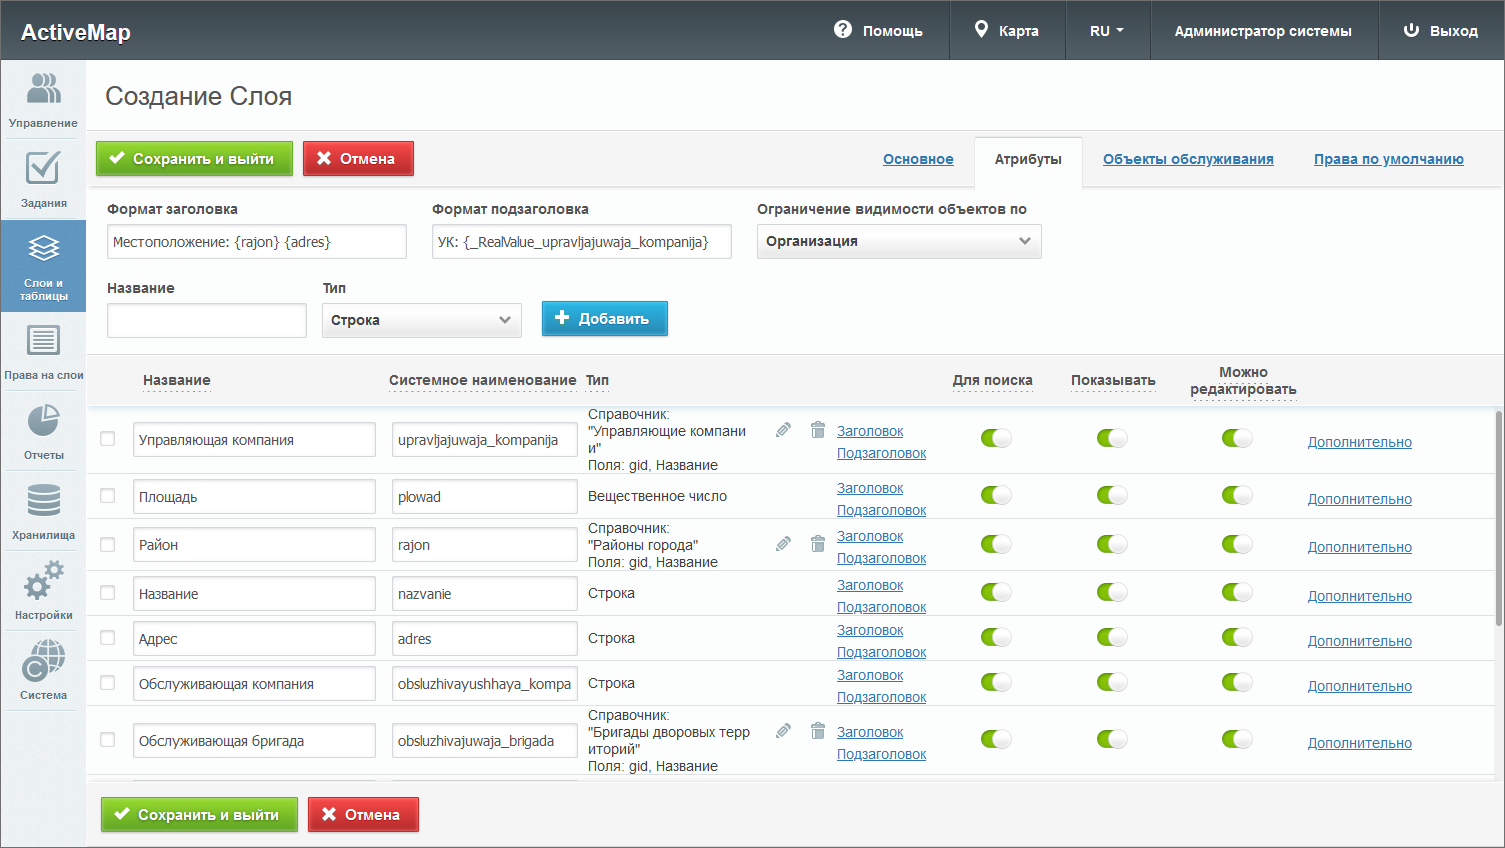 ActiveMap
Помощь
Карта
RU
Администратор системы
Выход
Управление
Задания
Слои и
таблицы
Права на слои
Отчеты
Хранилища
Настройки
Система
Создание Слоя
Сохранить и выйти
Отмена
Основное
Атрибуты
Объекты обслуживания
Права по умолчанию
Формат заголовка
Формат подзаголовка
Ограничение видимости объектов по
Местоположение: {rajon} {adres}
УК: {_RealValue_upravljajuwaja_kompanija}
Организация
Название
Тип
Строка
Добавить
Название
Системное наименование
Тип
Для поиска
Показывать
Можно
редактировать
Управляющая компания
upravljajuwaja_kompanija
Справочник:
"Управляющие компани
и"
Поля: gid, Название
Заголовок
Подзаголовок
Дополнительно
Площадь
plowad
Вещественное число
Заголовок
Подзаголовок
Дополнительно
Район
rajon
Справочник:
"Районы города"
Поля: gid, Название
Заголовок
Подзаголовок
Дополнительно
Название
nazvanie
Строка
Заголовок
Подзаголовок
Дополнительно
Адрес
adres
Строка
Заголовок
Подзаголовок
Дополнительно
Обслуживающая компания
obsluzhivayushhaya_kompa
Строка
Заголовок
Подзаголовок
Дополнительно
Обслуживающая бригада
obsluzhivajuwaja_brigada
Справочник:
"Бригады дворовых терр
иторий"
Поля: gid, Название
Заголовок
Подзаголовок
Дополнительно
Сохранить и выйти
Отмена